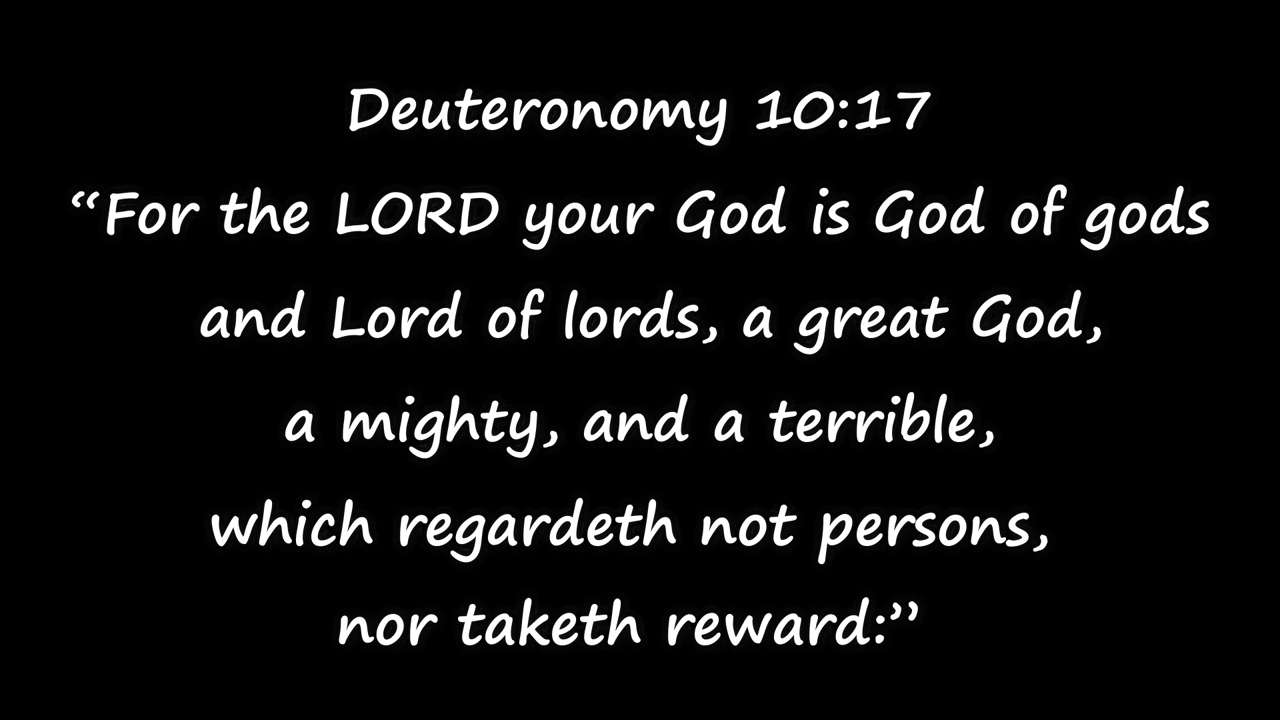 Deuteronomy 10:17
“For the LORD your God is God of gods
and Lord of lords, a great God,
a mighty, and a terrible,
which regardeth not persons,
nor taketh reward:”